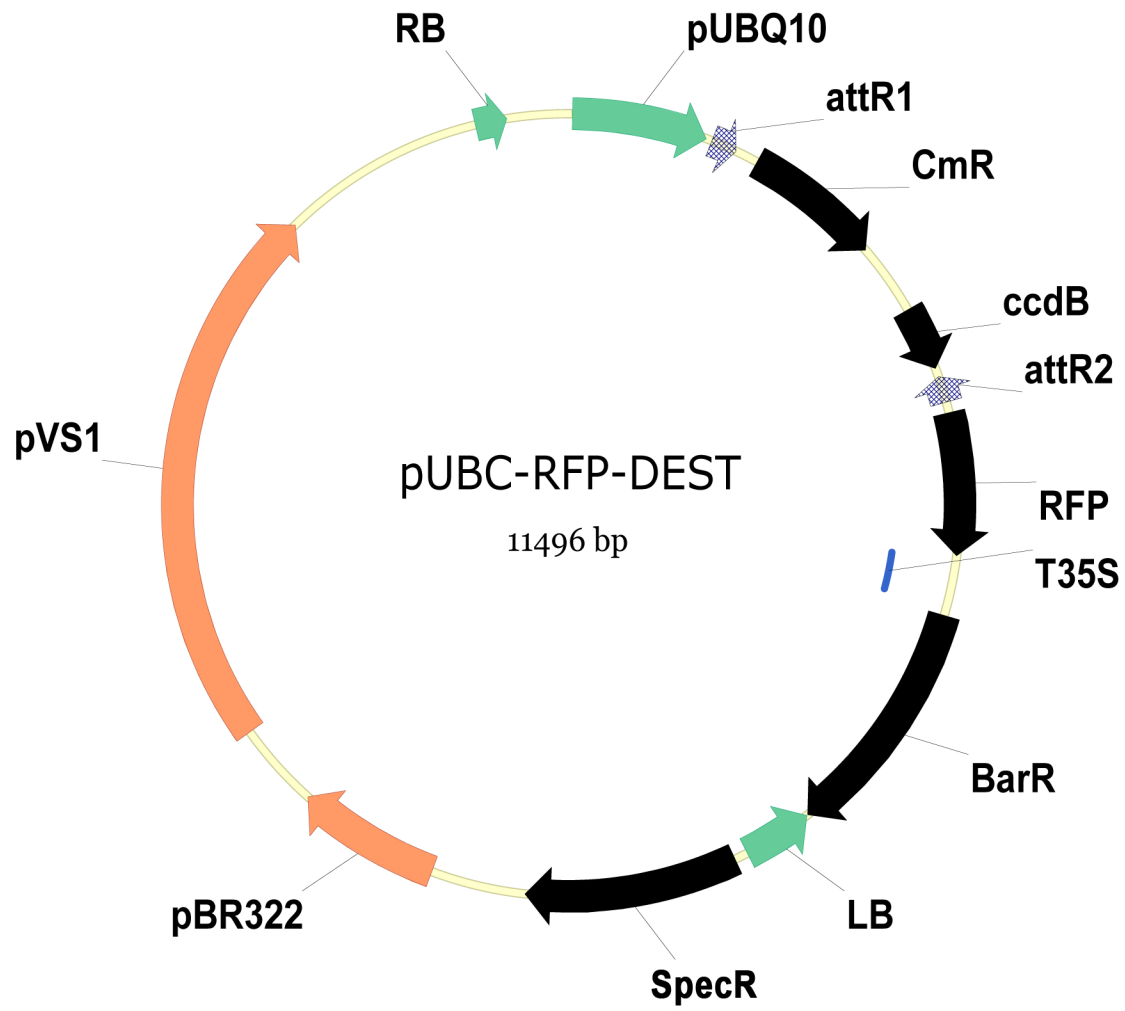 RB
pUBQ10
attR1
CmR
ccdB
attR2
pVS1
pUBC-RFP-DEST
RFP
11496 bp
T35S
BarR
pBR322
LB
SpecR